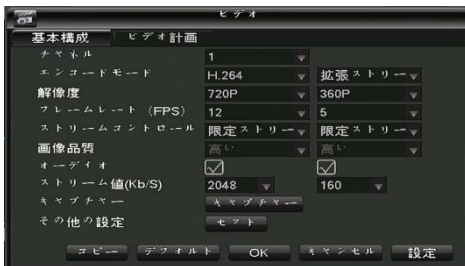 ビデオ
基本構成 ビデオ計画
チャネル 1
エンコードモード H.264 拡張ストリー
解像度 720P 360P
フレームレート (FPS) 12 5
ストリームコントロール 限定ストリー 限定ストリー
画像品質 高い 高い
オーディオ
ストリーム値(Kb/S) 2048 160
キャプチャー キャプチャー
その他の設定 セット
コピー デフォルト OK キャンセル 設定